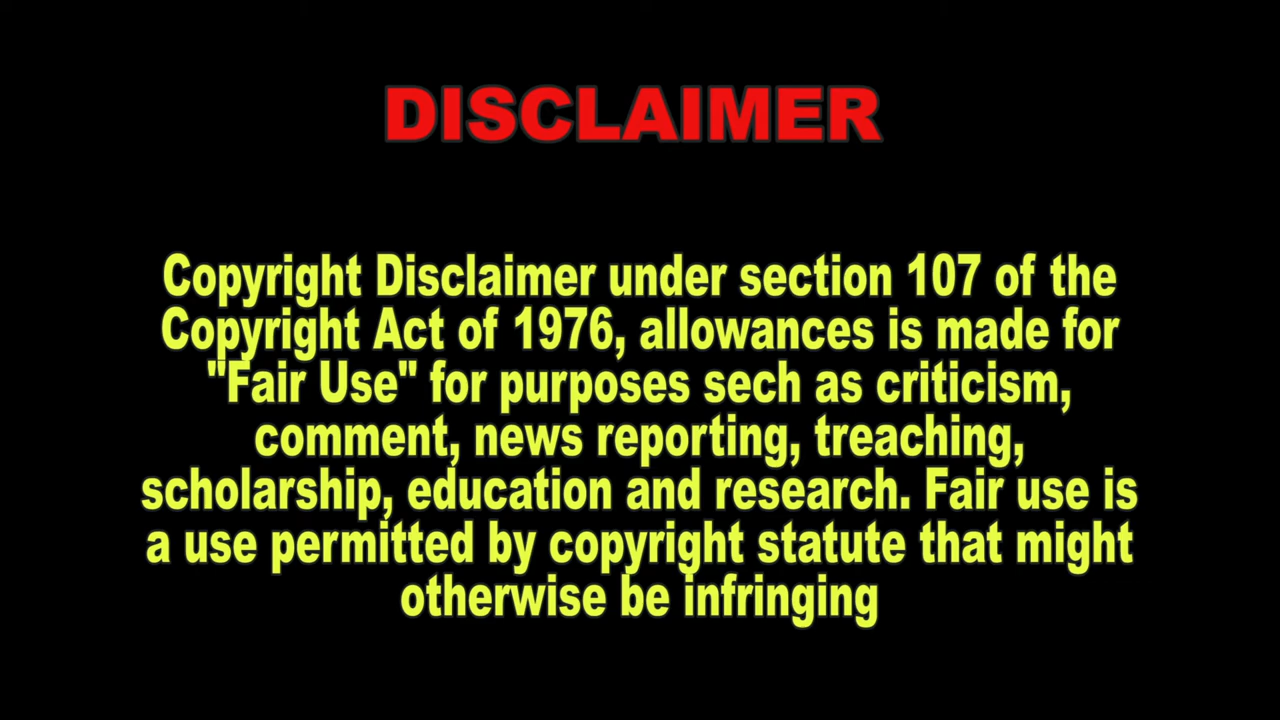 DISCLAIMER
Copyright Disclaimer under section 107 of the
Copyright Act of 1976, allowances is made for
"Fair Use" for purposes sech as criticism,
comment, news reporting, treaching,
scholarship, education and research. Fair use is
a use permitted by copyright statute that might
otherwise be infringing